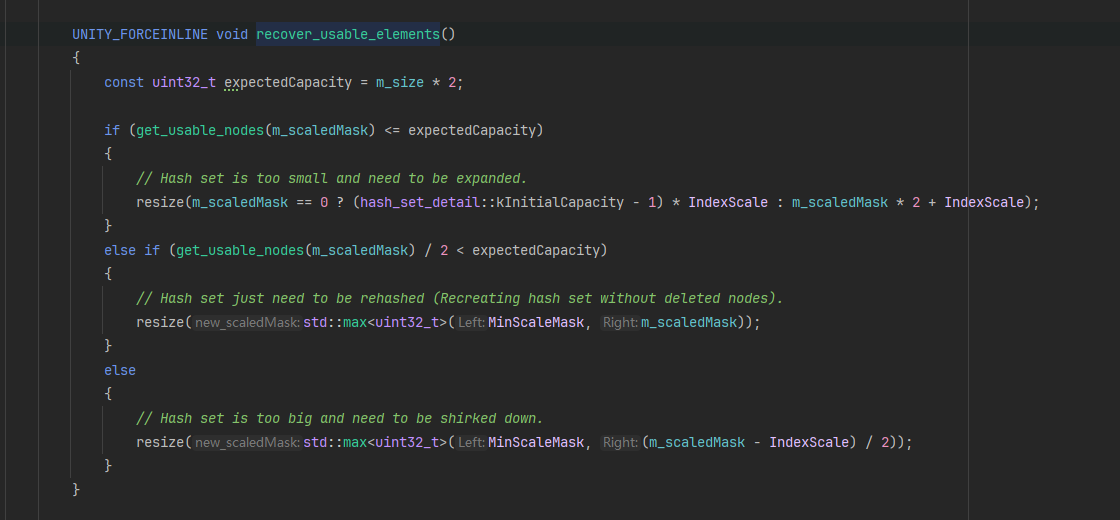 UNITY_FORCEINLINE void recover_usable_elements()
{
const uint32_t expectedCapacity = m_size * 2;
if (get_usable_nodes(m_scaledMask) <= expectedCapacity)
{
// Hash set is too small and need to be expanded.
resize(m_scaledMask == 0 ? (hash_set_detail::kInitialCapacity - 1) * IndexScale : m_scaledMask * 2 + IndexScale);
}
else if (get_usable_nodes(m_scaledMask) / 2 < expectedCapacity)
{
// Hash set just need to be rehashed (Recreating hash set without deleted nodes).
resize( new_scaledMask: std::max<uint32_t>( Left: MinScaleMask, Right: m_scaledMask));
}
else
{
// Hash set is too big and need to be shirked down.
resize( new_scaledMask: std::max<uint32_t>( Left: MinScaleMask, Right: (m_scaledMask - IndexScale) / 2));
}
}